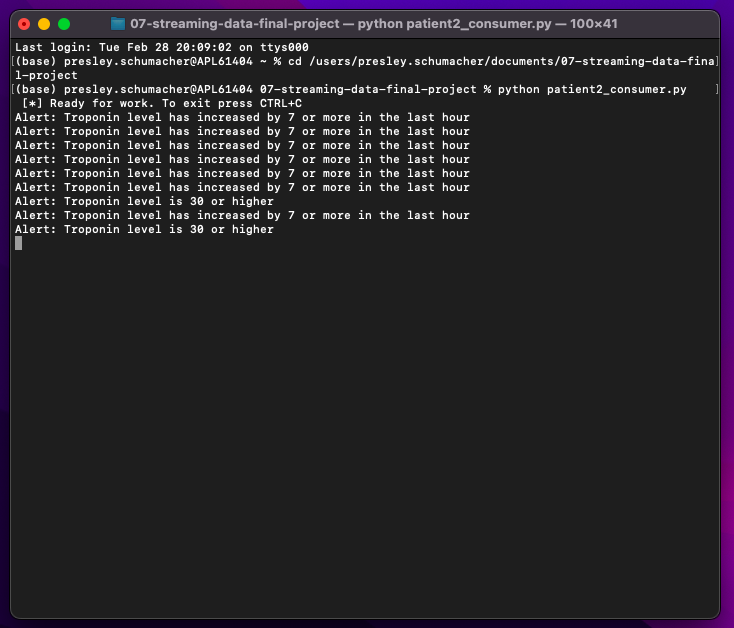 07-streaming-data-final-project — python patient2_consumer.py — 100×41
Last login: Tue Feb 28 20:09:02 on ttys000
[(base) presley.schumacher@APL61404 ~ % cd /users/presley.schumacher/documents/07-streaming-data-fina]
l-project
[(base) presley.schumacher@APL61404 07-streaming-data-final-project % python patient2_consumer.py ]
[*] Ready for work. To exit press CTRL+C
Alert: Troponin level has increased by 7 or more in the last hour
Alert: Troponin level has increased by 7 or more in the last hour
Alert: Troponin level has increased by 7 or more in the last hour
Alert: Troponin level has increased by 7 or more in the last hour
Alert: Troponin level has increased by 7 or more in the last hour
Alert: Troponin level has increased by 7 or more in the last hour
Alert: Troponin level is 30 or higher
Alert: Troponin level has increased by 7 or more in the last hour
Alert: Troponin level is 30 or higher